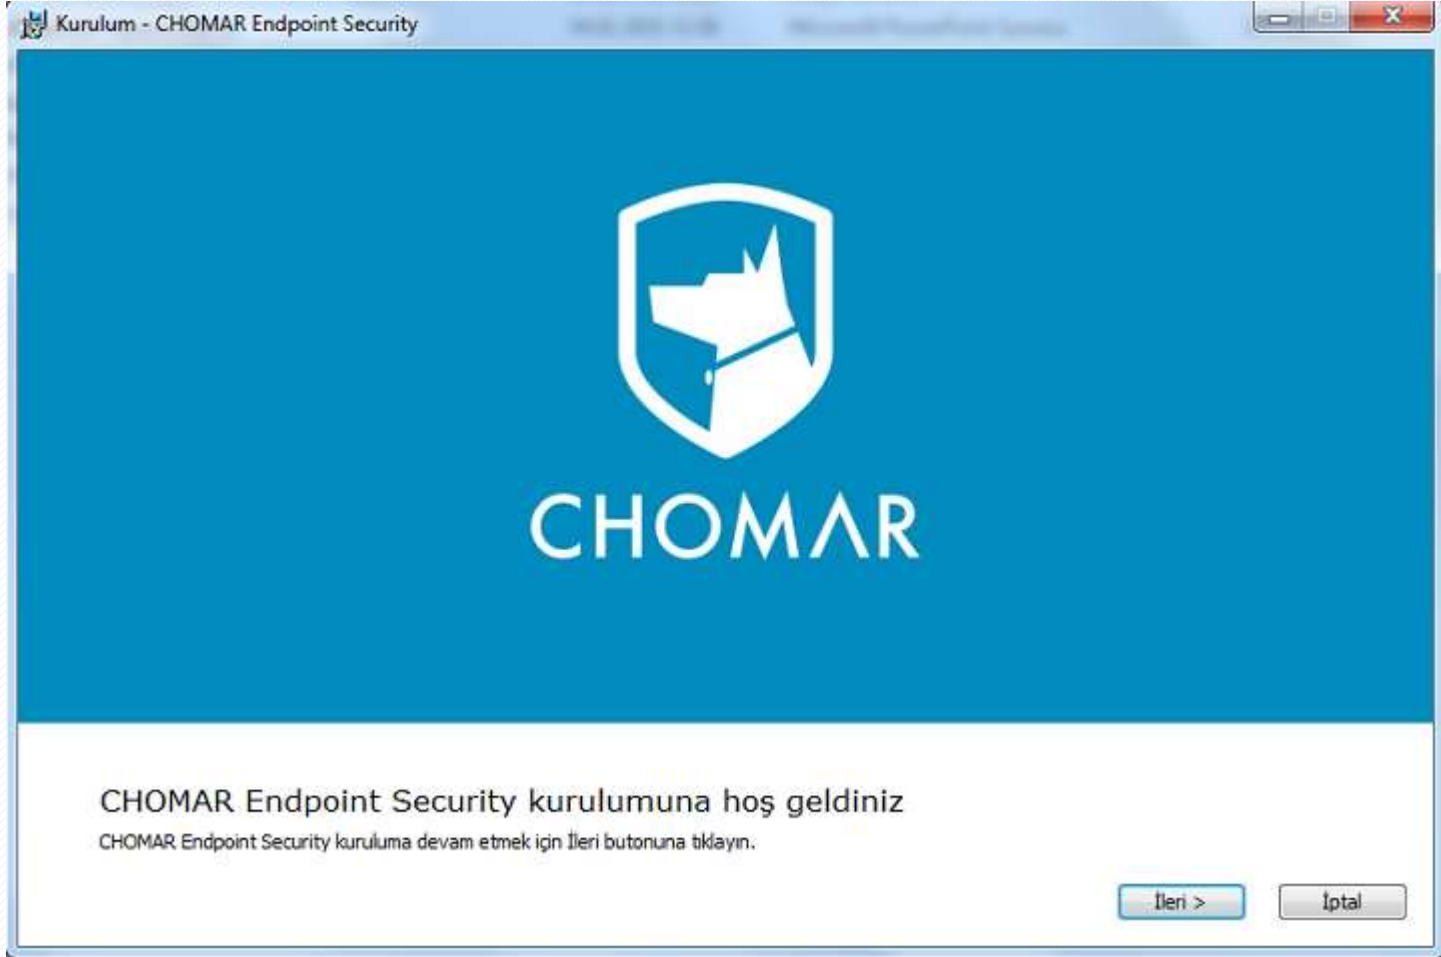 Kurulum - CHOMAR Endpoint Security
CHOMAR
CHOMAR Endpoint Security kurulumuna hoş geldiniz
CHOMAR Endpoint Security kuruluma devam etmek için İleri butonuna tıklayın.
İleri >
İptal